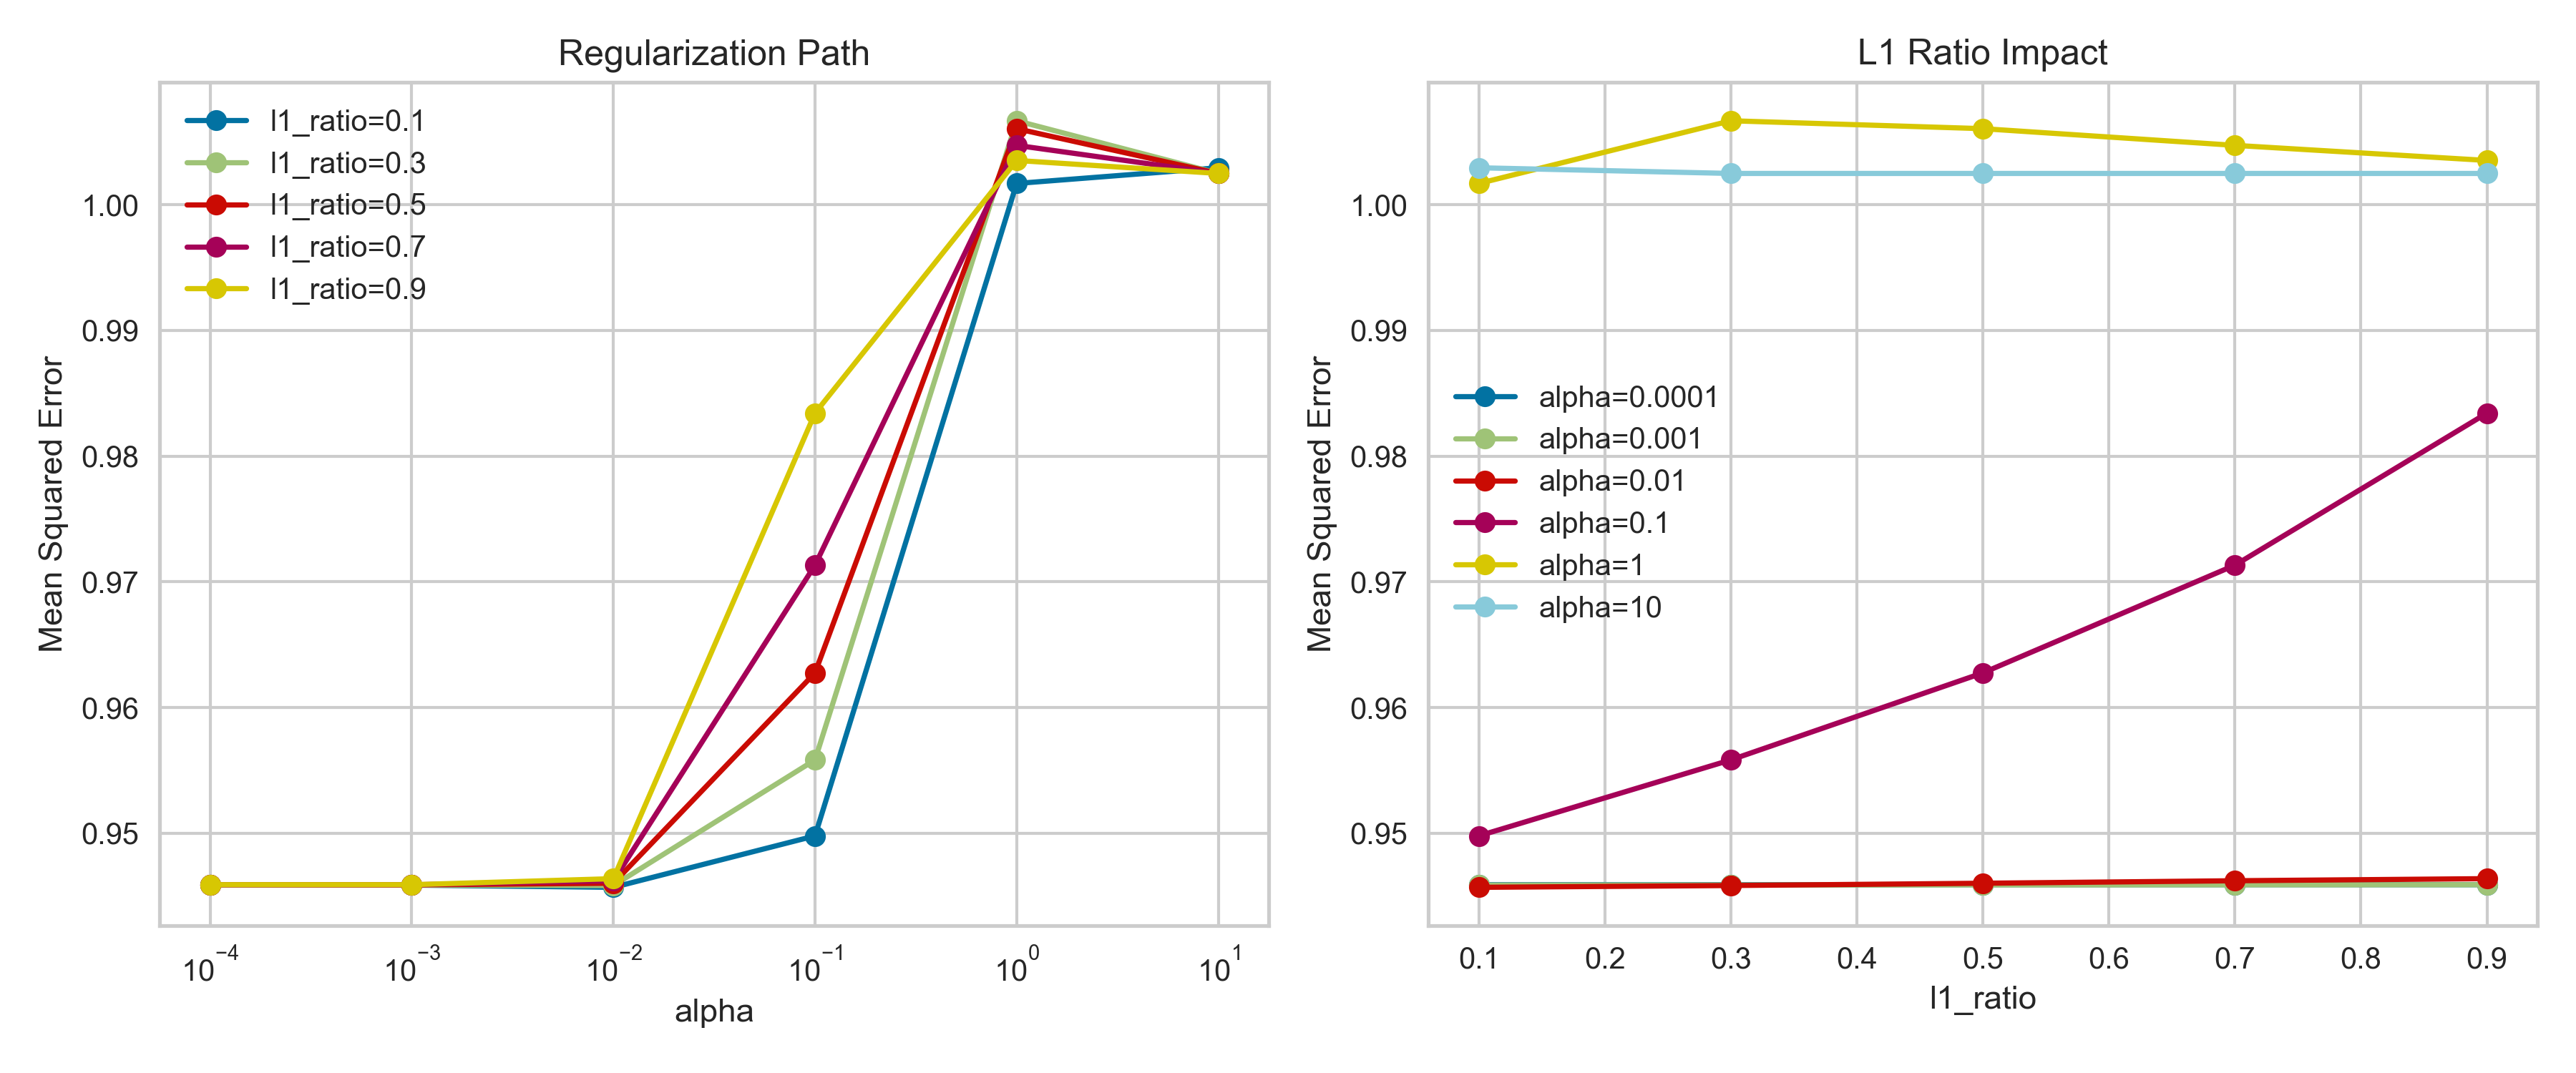 Regularization Path
l1_ratio=0.1
l1_ratio=0.3
l1_ratio=0.5
l1_ratio=0.7
l1_ratio=0.9
Mean Squared Error
1.00
0.99
0.98
0.97
0.96
0.95
10⁻⁴ 10⁻³ 10⁻² 10⁻¹ 10⁰ 10¹
alpha
L1 Ratio Impact
alpha=0.0001
alpha=0.001
alpha=0.01
alpha=0.1
alpha=1
alpha=10
Mean Squared Error
1.00
0.99
0.98
0.97
0.96
0.95
0.1 0.2 0.3 0.4 0.5 0.6 0.7 0.8 0.9
l1_ratio